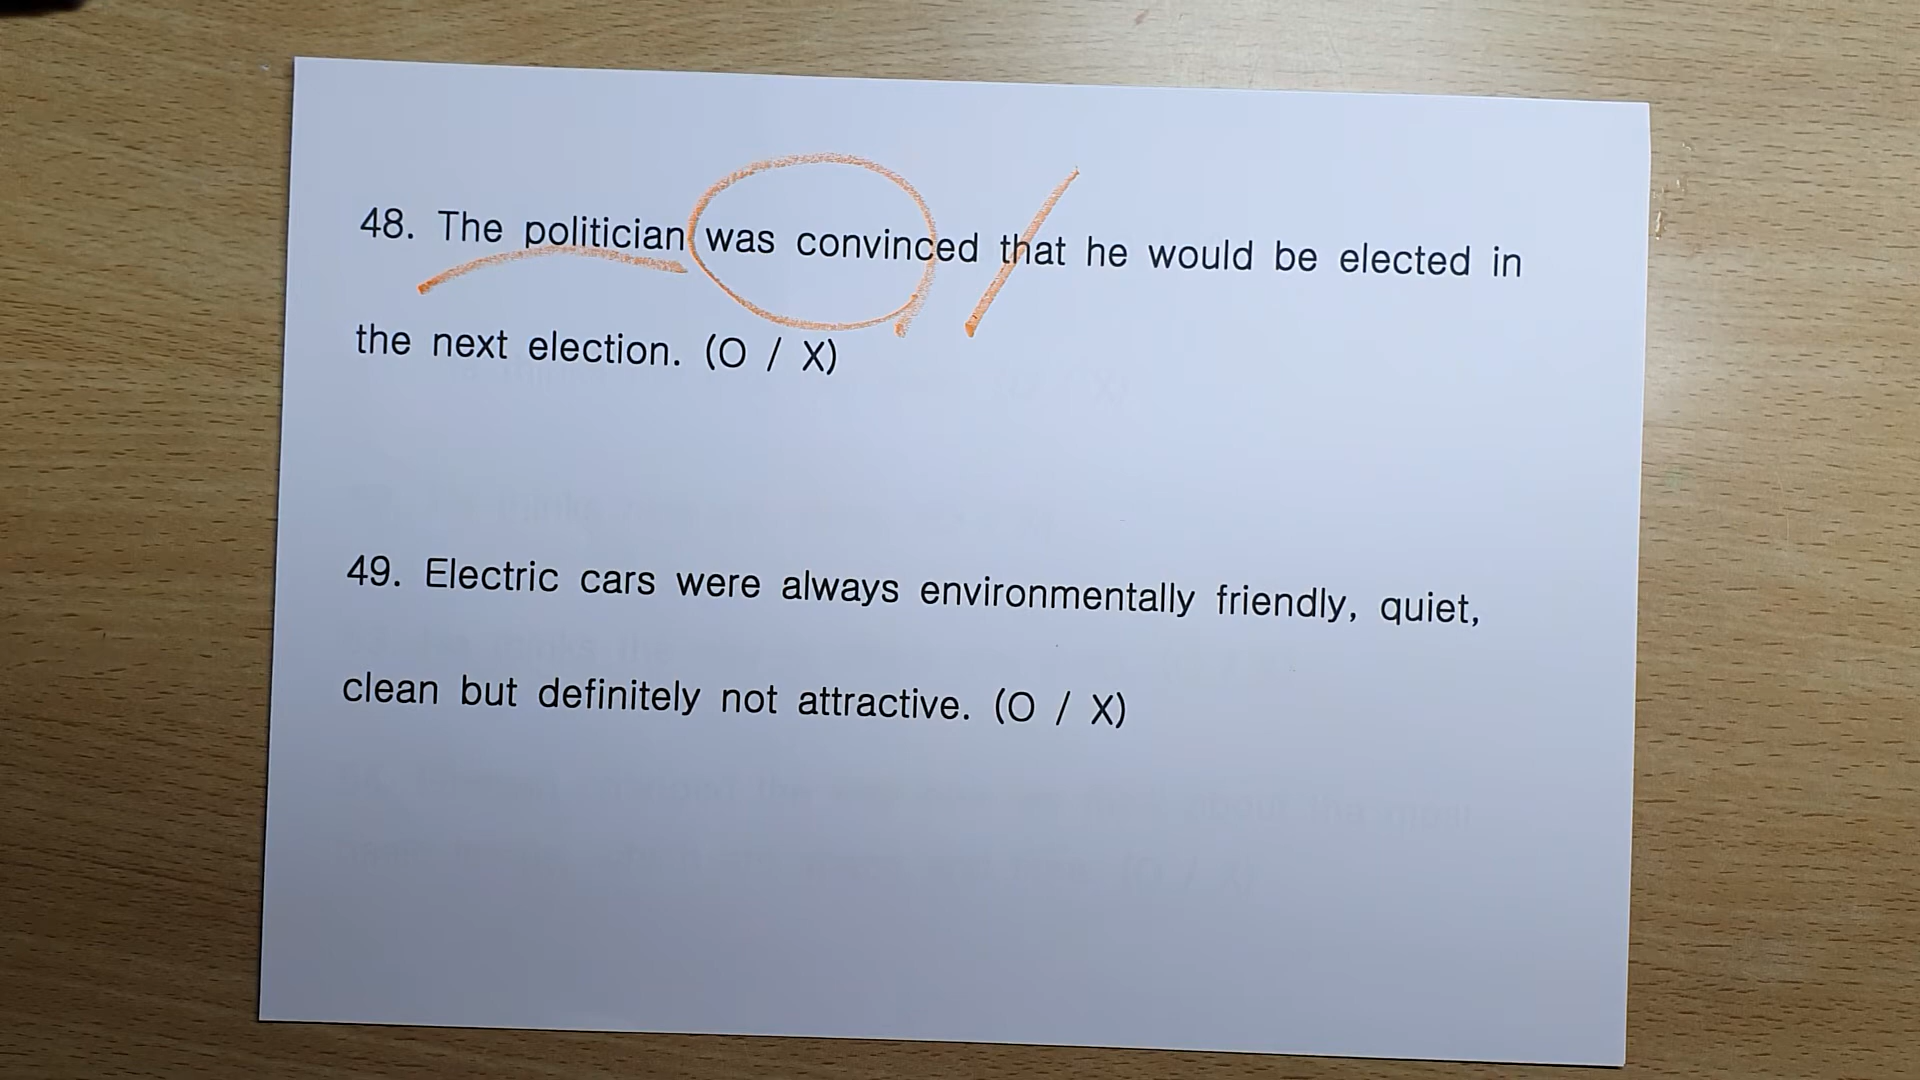 48. The politician was convinced that he would be elected in
the next election. (O / X)
49. Electric cars were always environmentally friendly, quiet,
clean but definitely not attractive. (O / X)